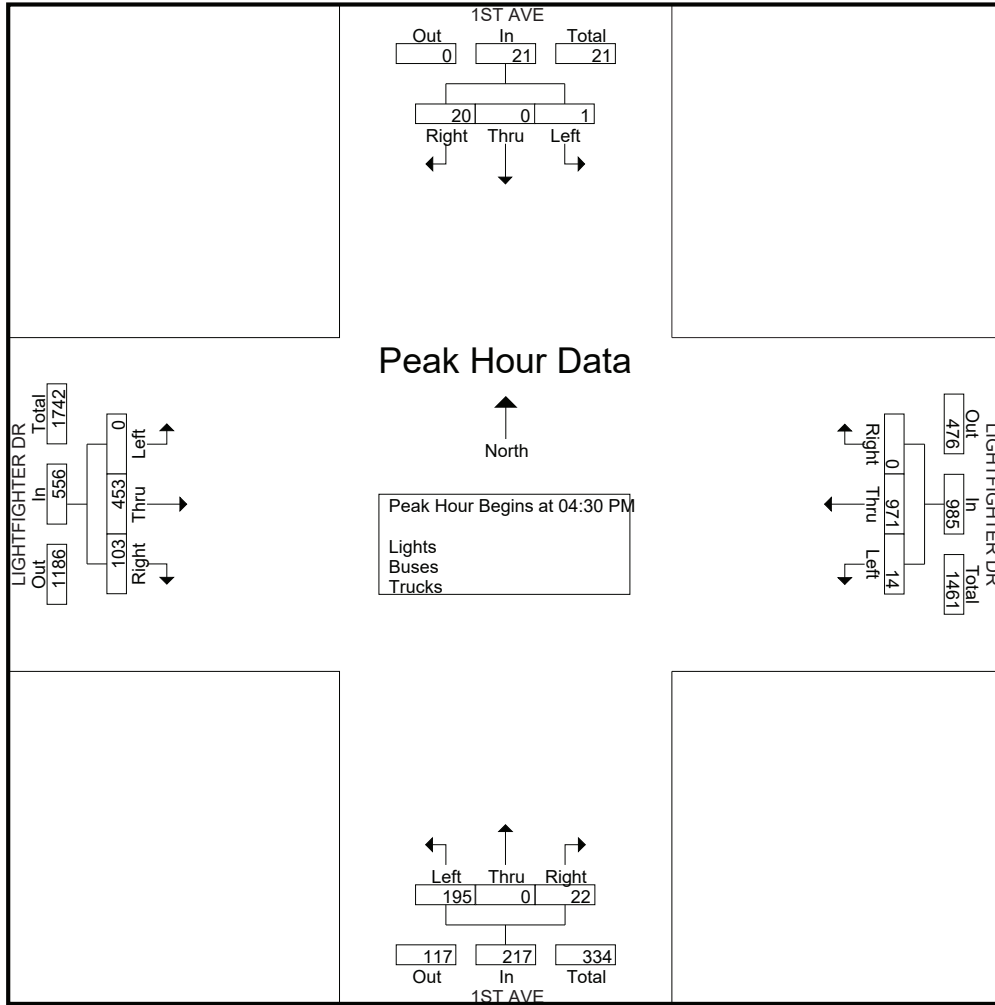 1ST AVE
Out In Total
0 21 21
20 0 1
Right Thru Left
Peak Hour Data
North
Peak Hour Begins at 04:30 PM
Lights
Buses
Trucks
LIGHTFIGHTER DR
Out In Total
1186 556 1742
103 453 0
Right Thru Left
LIGHTFIGHTER DR
Out In Total
476 985 1461
0 971 14
Right Thru Left
Left Thru Right
195 0 22
117 217 334
Out In Total
1ST AVE